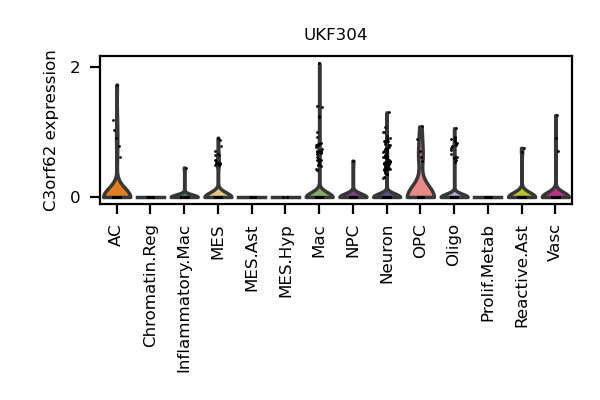 UKF304
C3orf62 expression
2
0
AC
Chromatin.Reg
Inflammatory.Mac
MES
MES.Ast
MES.Hyp
Mac
NPC
Neuron
OPC
Oligo
Prolif.Metab
Reactive.Ast
Vasc